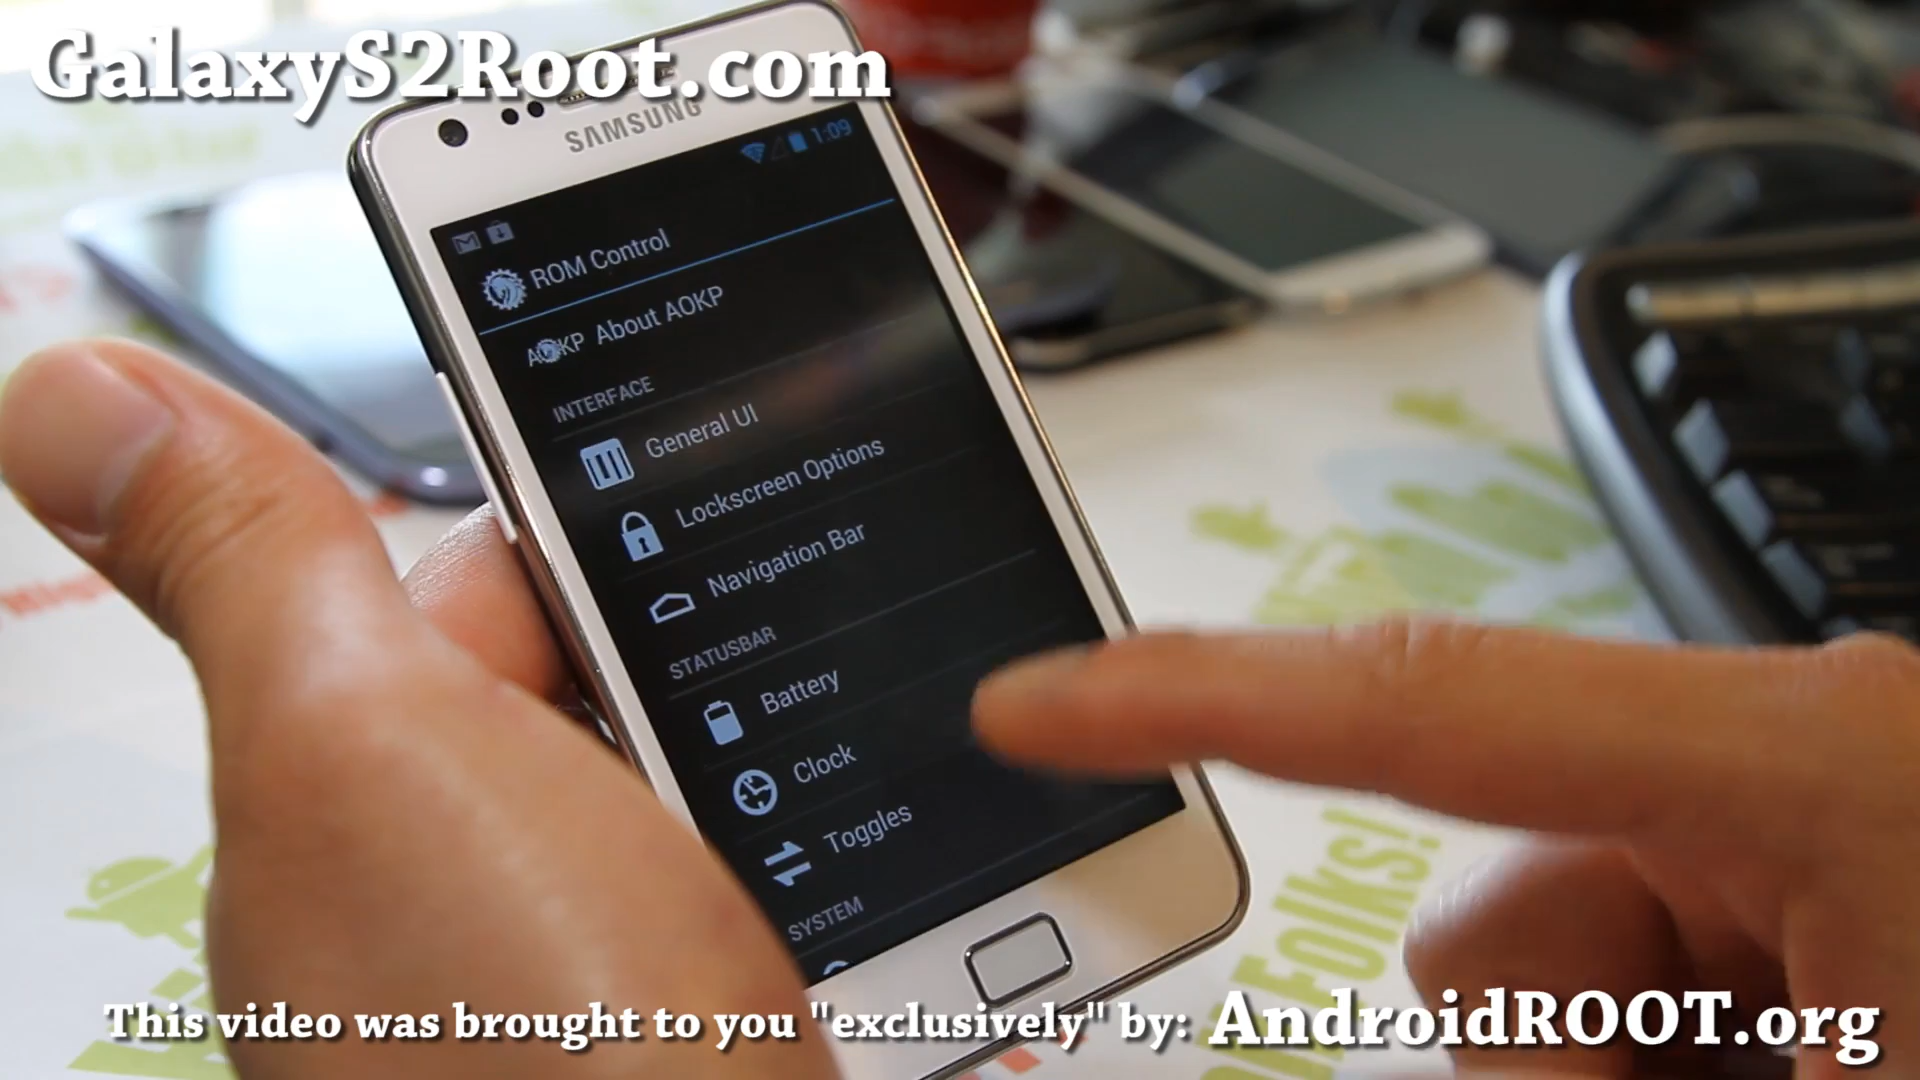 GalaxyS2Root.com
SAMSUNG
1:09
ROM Control
AOKP About AOKP
INTERFACE
General UI
Lockscreen Options
Navigation Bar
STATUSBAR
Battery
Clock
Toggles
SYSTEM
Folks!
This video was brought to you "exclusively" by: AndroidROOT.org